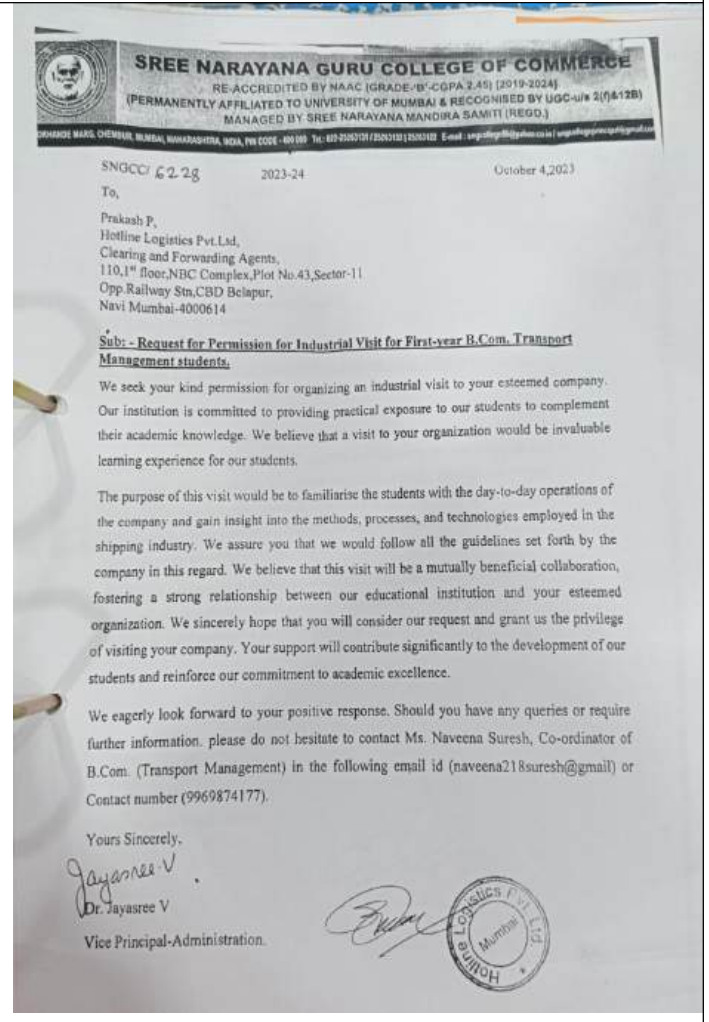 SREE NARAYANA GURU COLLEGE OF COMMERCE
RE-ACCREDITED BY NAAC (GRADE-'B'-CGPA 2.45) (2019-2024)
(PERMANENTLY AFFILIATED TO UNIVERSITY OF MUMBAI & RECOGNISED BY UGC-u/s 2(f)&12B)
MANAGED BY SREE NARAYANA MANDIRA SAMITI (REGD.)
MARG, CHEMBUR, MUMBAI, MAHARASHTRA, INDIA, PIN CODE - 400 089
SNGCC/ 6228 2023-24 October 4,2023
To,
Prakash P,
Hotline Logistics Pvt.Ltd,
Clearing and Forwarding Agents,
110,1st floor,NBC Complex,Plot No.43,Sector-11
Opp.Railway Stn,CBD Belapur,
Navi Mumbai-4000614
Sub: - Request for Permission for Industrial Visit for First-year B.Com. Transport
Management students.
We seek your kind permission for organizing an industrial visit to your esteemed company.
Our institution is committed to providing practical exposure to our students to complement
their academic knowledge. We believe that a visit to your organization would be invaluable
learning experience for our students.
The purpose of this visit would be to familiarise the students with the day-to-day operations of
the company and gain insight into the methods, processes, and technologies employed in the
shipping industry. We assure you that we would follow all the guidelines set forth by the
company in this regard. We believe that this visit will be a mutually beneficial collaboration,
fostering a strong relationship between our educational institution and your esteemed
organization. We sincerely hope that you will consider our request and grant us the privilege
of visiting your company. Your support will contribute significantly to the development of our
students and reinforce our commitment to academic excellence.
We eagerly look forward to your positive response. Should you have any queries or require
further information. please do not hesitate to contact Ms. Naveena Suresh, Co-ordinator of
B.Com. (Transport Management) in the following email id (naveena218suresh@gmail) or
Contact number (9969874177).
Yours Sincerely,
Jayasree V
Dr. Jayasree V
Vice Principal-Administration.
Hotline Logistics Pvt. Ltd.
Mumbai